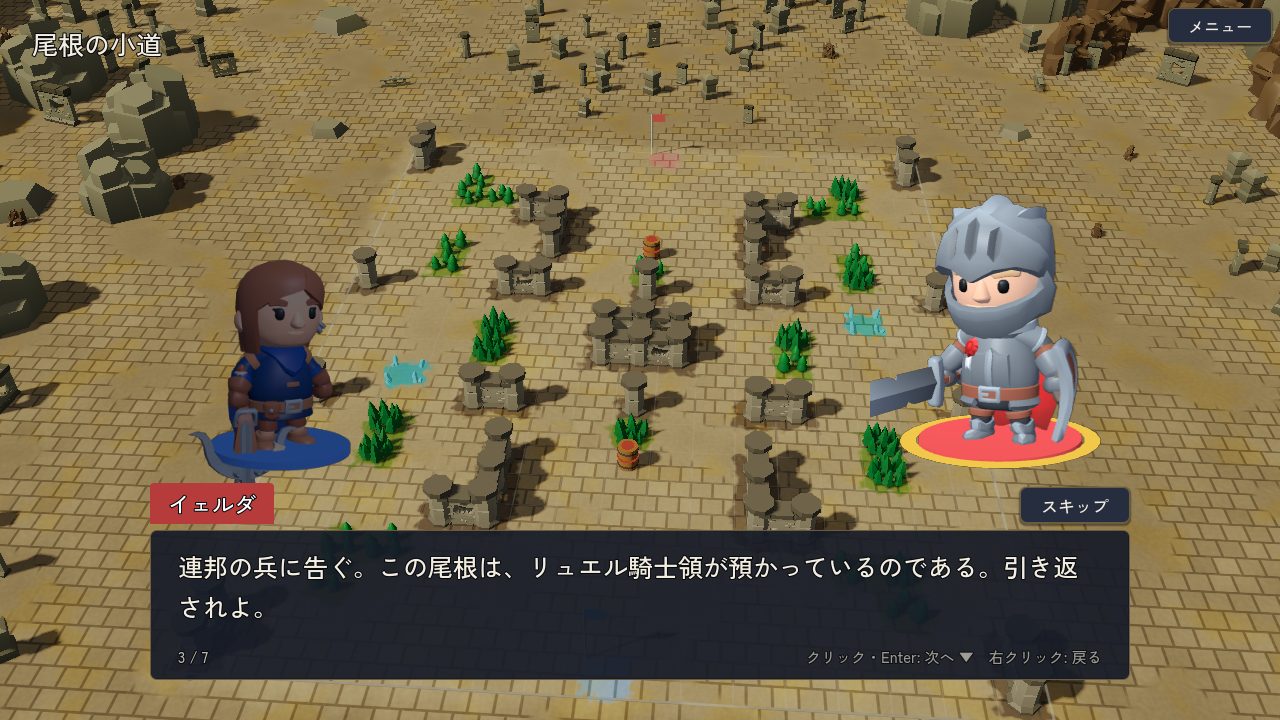 尾根の小道
メニュー
イェルダ
スキップ
連邦の兵に告ぐ。この尾根は、リュエル騎士領が預かっているのである。引き返
されよ。
3 / 7
クリック・Enter: 次へ ▼ 右クリック: 戻る